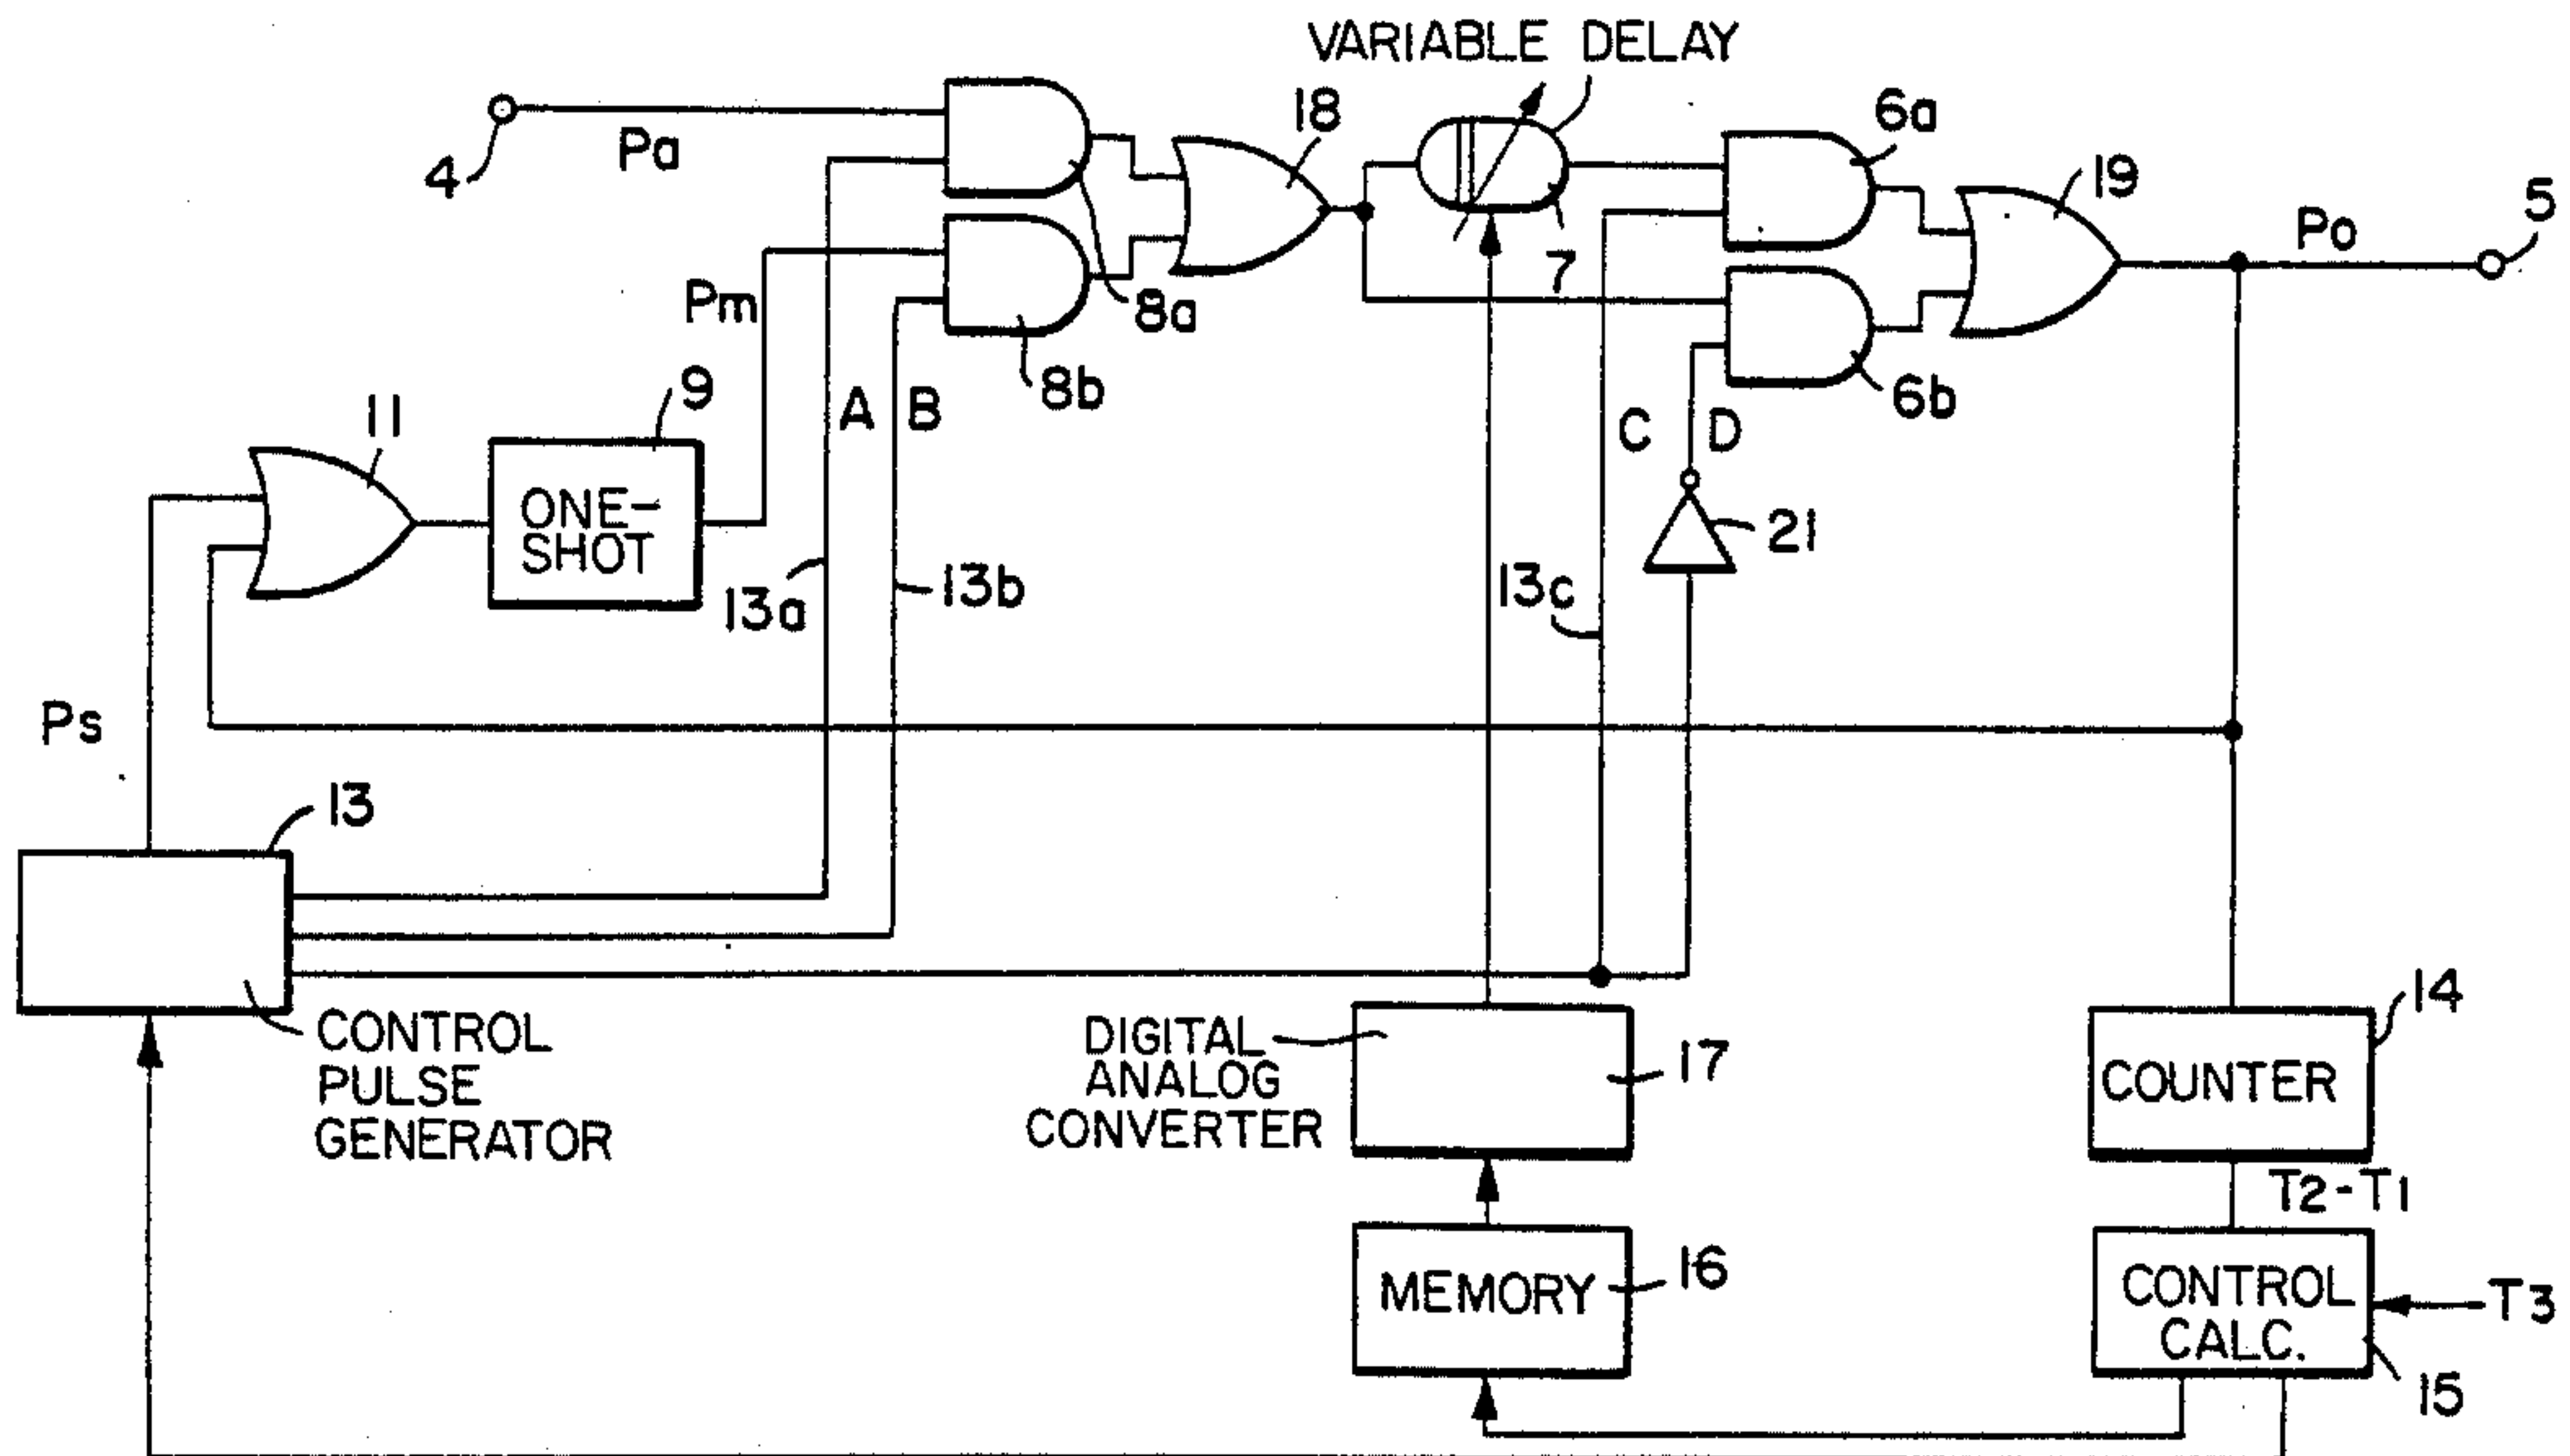 VARIABLE DELAY
4
Pa
18
6a
19
5
Po
7
Pm
8a
8b
6b
9
11
A
B
C
D
ONE-
SHOT
21
13a
13b
13c
Ps
13
14
CONTROL
PULSE
GENERATOR
DIGITAL
ANALOG
CONVERTER
17
COUNTER
T2-T1
MEMORY
16
CONTROL
CALC.
T3
15